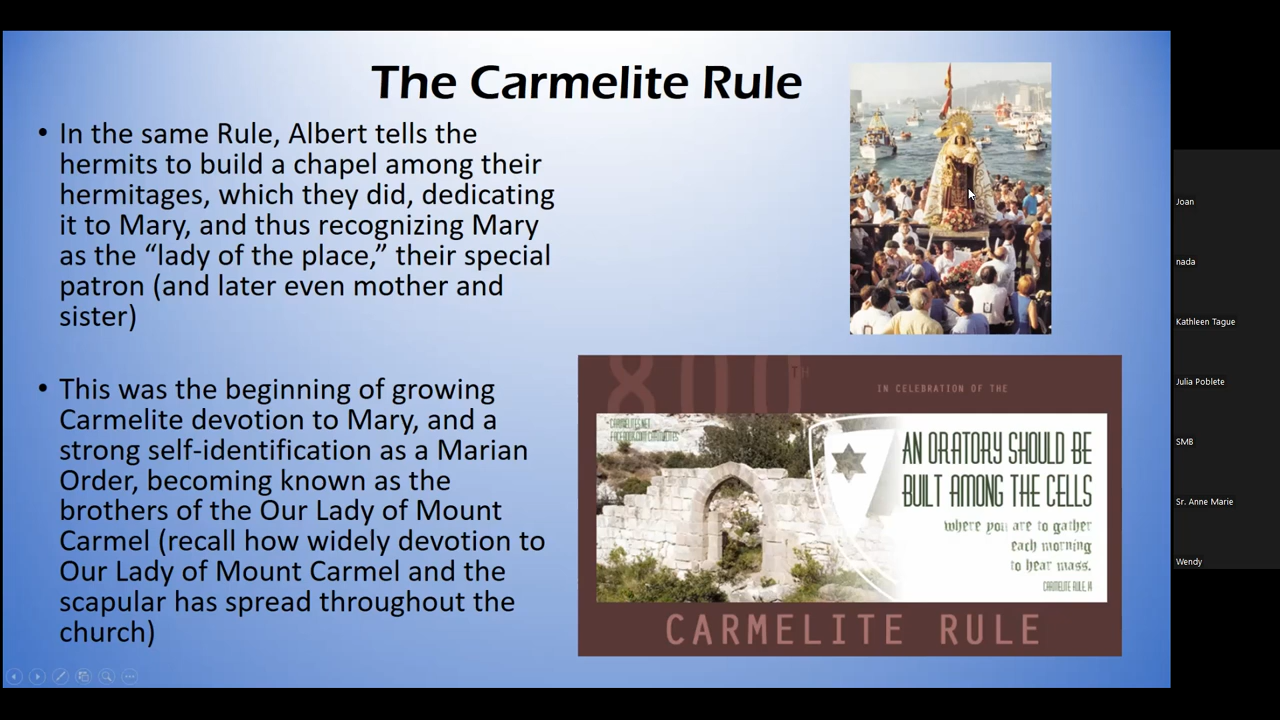 The Carmelite Rule
• In the same Rule, Albert tells the
hermits to build a chapel among their
hermitages, which they did, dedicating
it to Mary, and thus recognizing Mary
as the “lady of the place,” their special
patron (and later even mother and
sister)
• This was the beginning of growing
Carmelite devotion to Mary, and a
strong self-identification as a Marian
Order, becoming known as the
brothers of the Our Lady of Mount
Carmel (recall how widely devotion to
Our Lady of Mount Carmel and the
scapular has spread throughout the
church)
800TH
IN CELEBRATION OF THE
CARMELITES.NET
AN ORATORY SHOULD BE
BUILT AMONG THE CELLS
where you are to gather
each morning
to hear mass.
CARMELITE RULE,
CARMELITE RULE
Joan
nada
Kathleen Tague
Julia Poblete
SMB
Sr. Anne Marie
Wendy